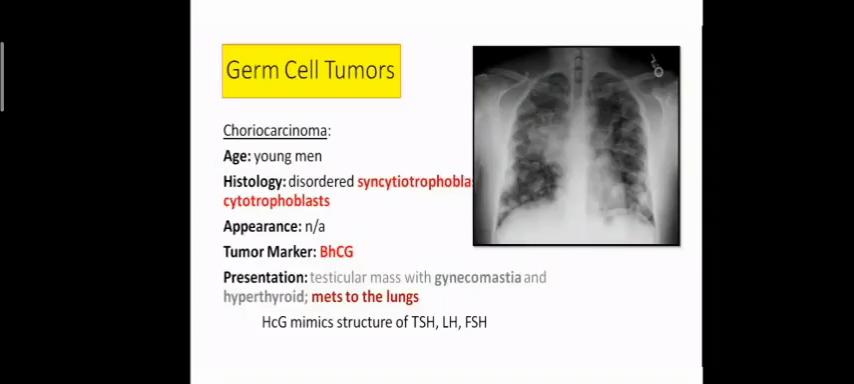 Germ Cell Tumors
Choriocarcinoma:
Age: young men
Histology: disordered syncytiotrophobla
cytotrophoblasts
Appearance: n/a
Tumor Marker: BhCG
Presentation: testicular mass with gynecomastia and
hyperthyroid; mets to the lungs
HcG mimics structure of TSH, LH, FSH